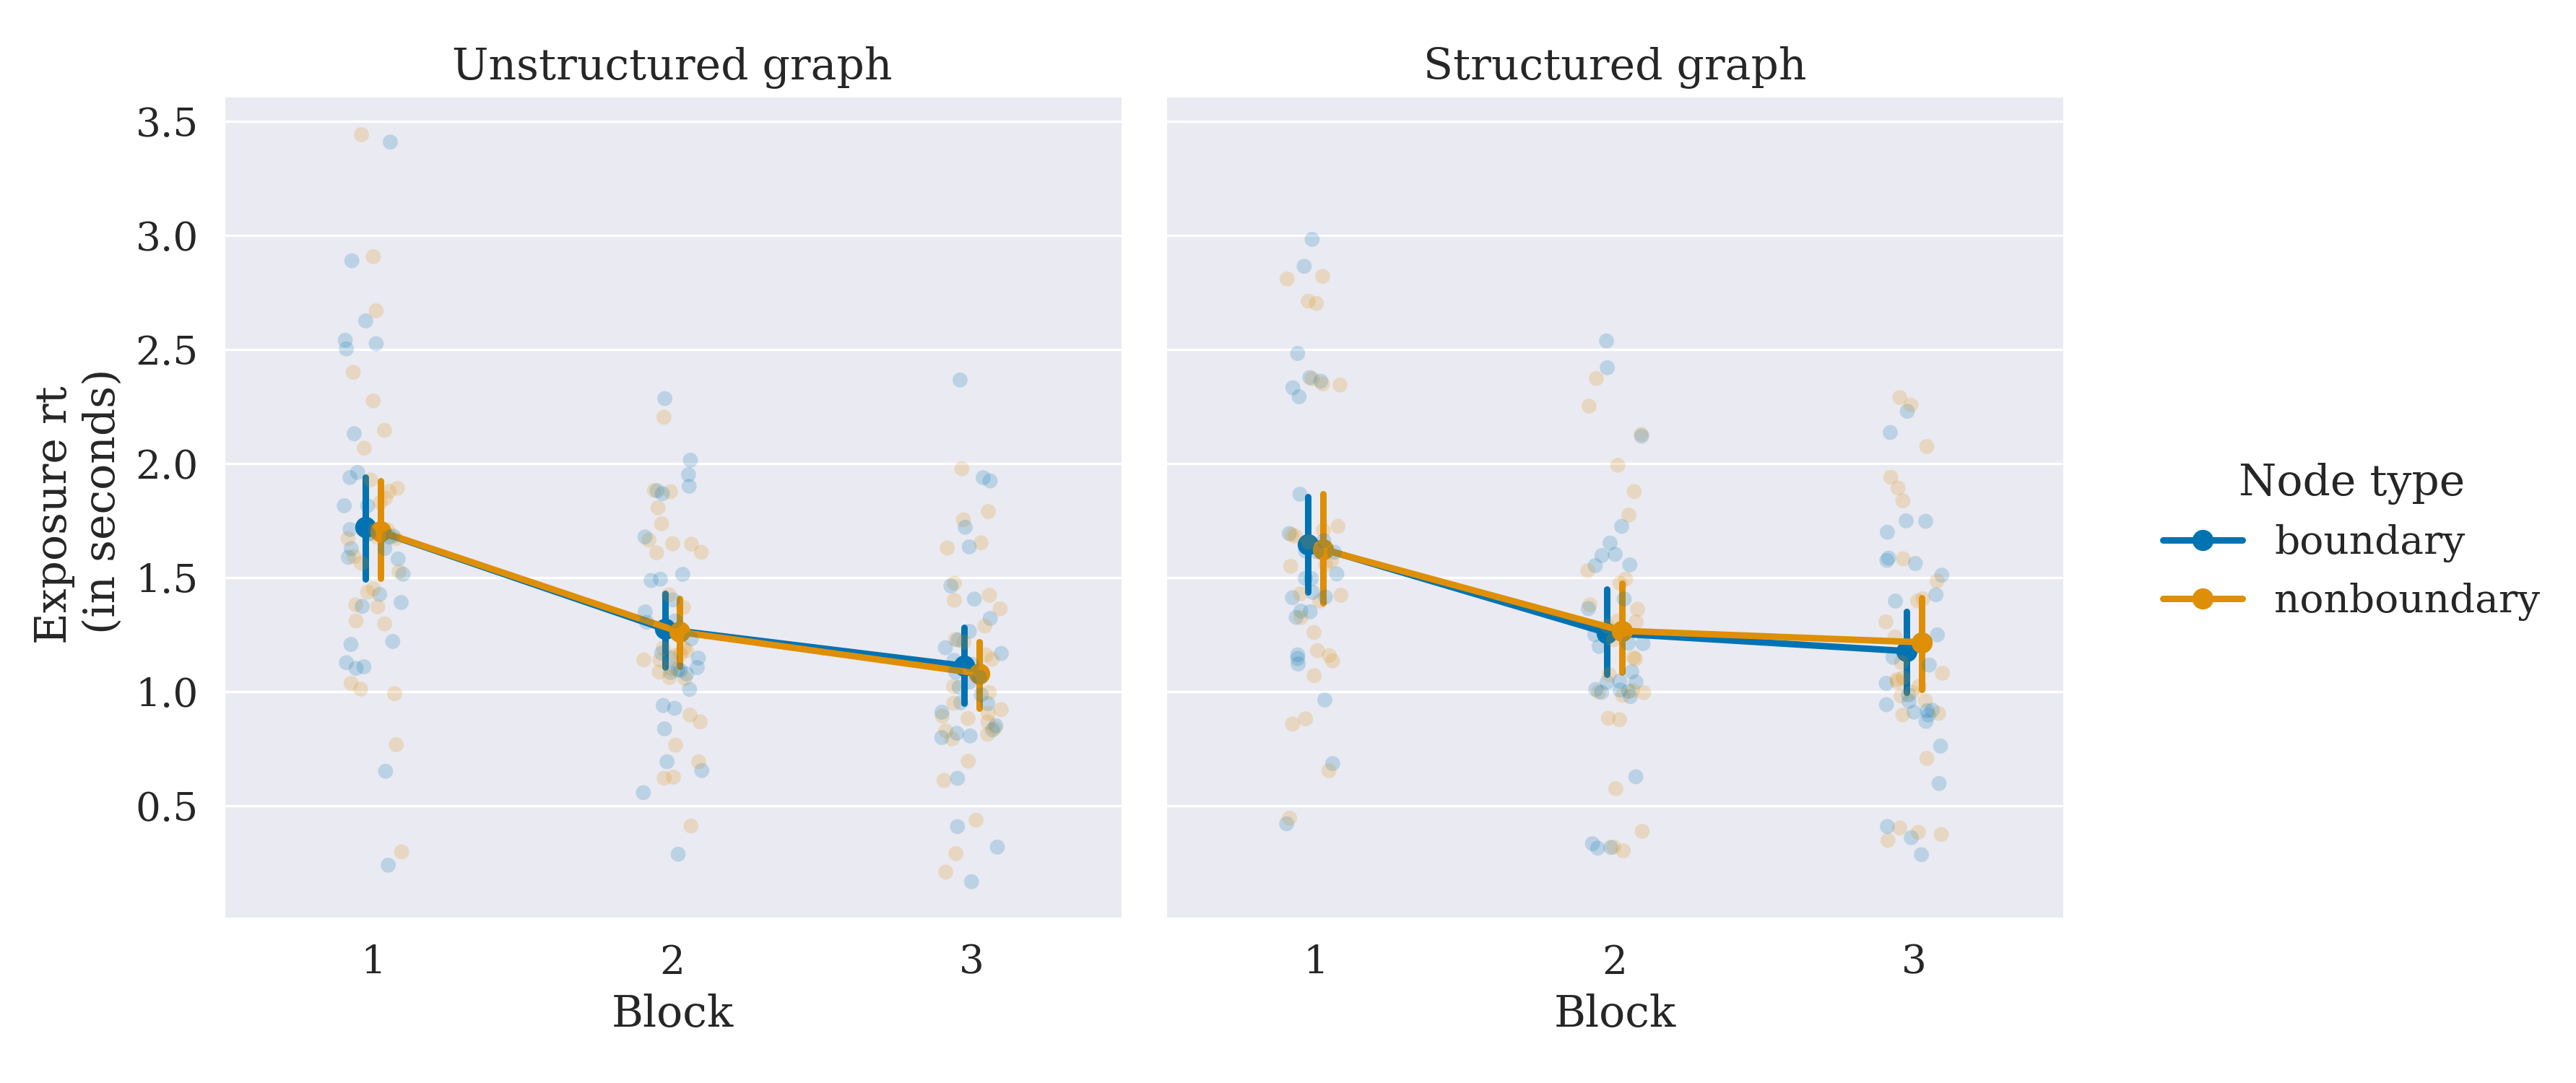 Unstructured graph
Structured graph
3.5
3.0
2.5
2.0
1.5
1.0
0.5
Exposure rt
(in seconds)
1
2
3
Block
1
2
3
Block
Node type
boundary
nonboundary